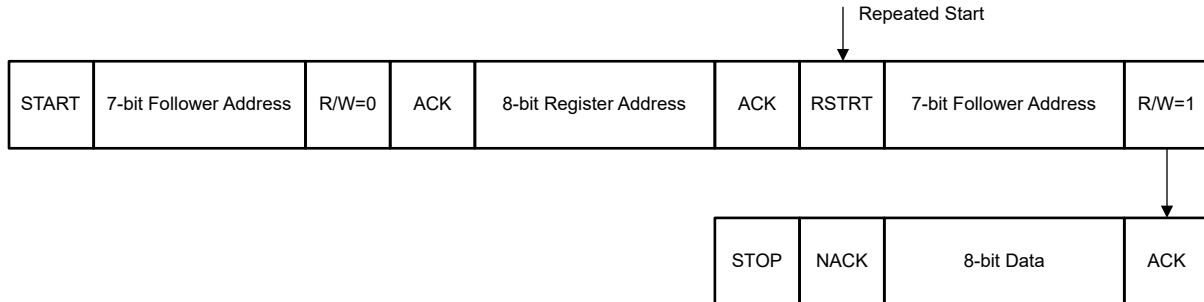 Repeated Start
START 7-bit Follower Address R/W=0 ACK 8-bit Register Address ACK RSTRT 7-bit Follower Address R/W=1
STOP NACK 8-bit Data ACK